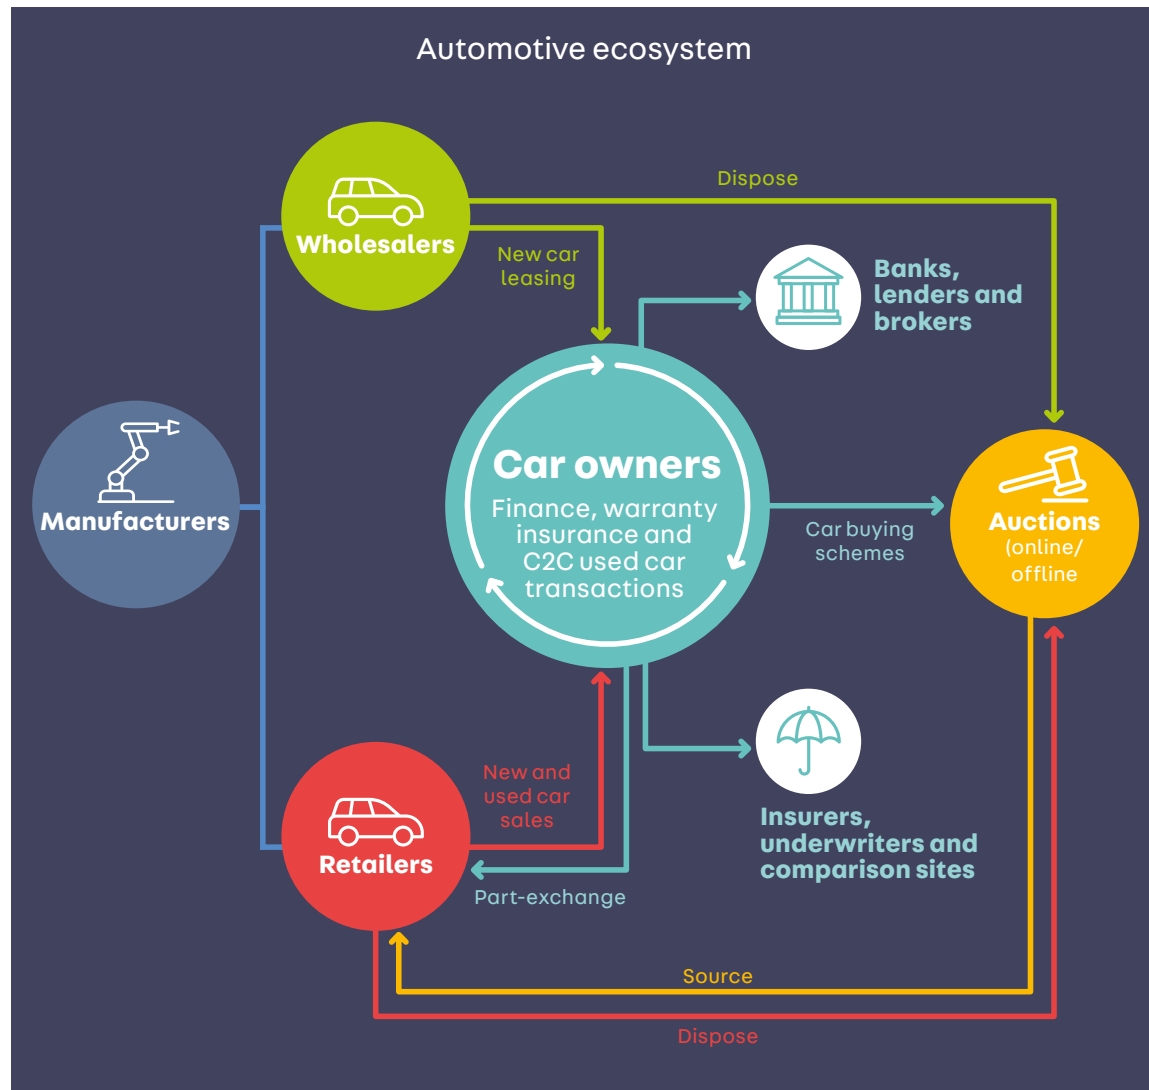 Automotive ecosystem
Dispose
Wholesalers
New car
leasing
Banks,
lenders and
brokers
Manufacturers
Car owners
Finance, warranty
insurance and
C2C used car
transactions
Car buying
schemes
Auctions
(online/
offline
New and
used car
sales
Retailers
Part-exchange
Insurers,
underwriters and
comparison sites
Source
Dispose